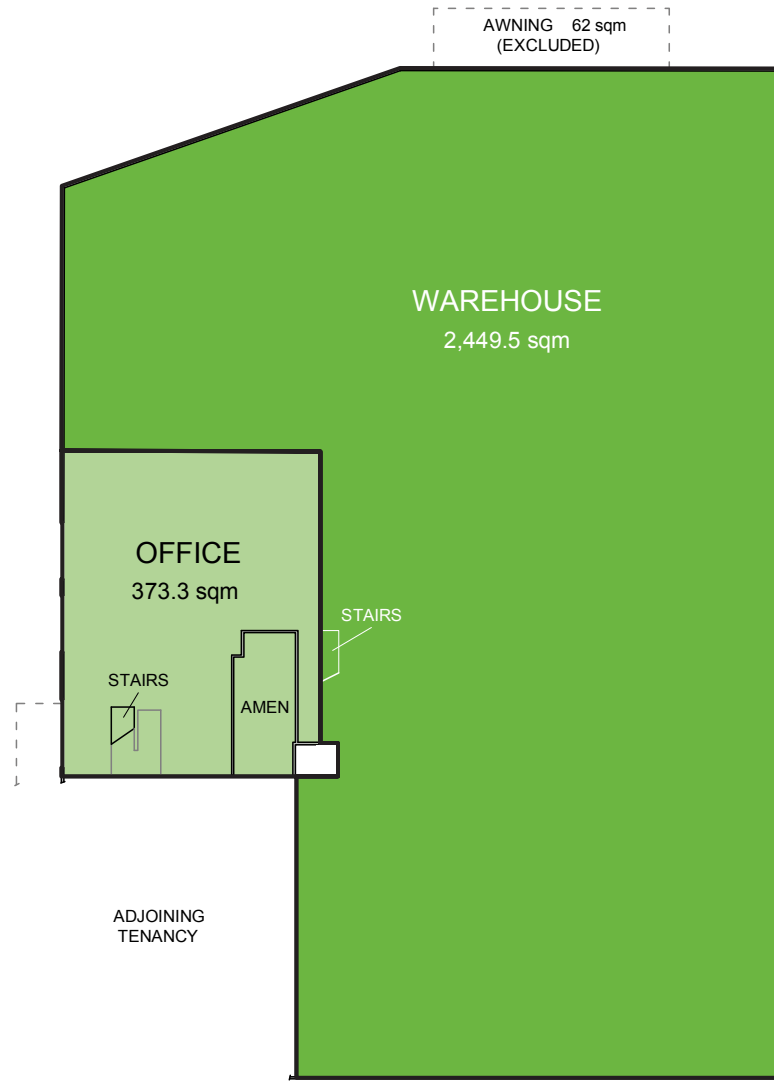 AWNING 62 sqm
(EXCLUDED)
WAREHOUSE
2,449.5 sqm
OFFICE
373.3 sqm
STAIRS
STAIRS
AMEN
ADJOINING
TENANCY